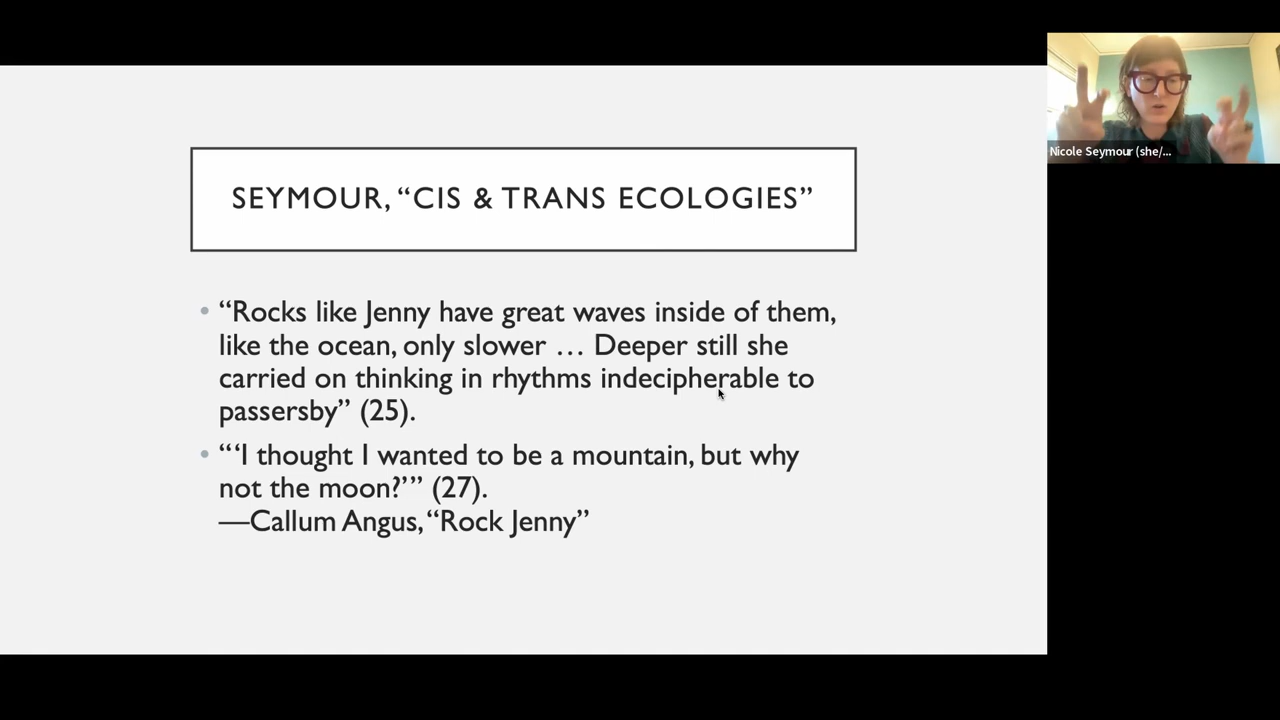 SEYMOUR, “CIS & TRANS ECOLOGIES”
• “Rocks like Jenny have great waves inside of them,
like the ocean, only slower … Deeper still she
carried on thinking in rhythms indecipherable to
passersby” (25).
• “‘I thought I wanted to be a mountain, but why
not the moon?’” (27).
—Callum Angus, “Rock Jenny”
Nicole Seymour (she/...